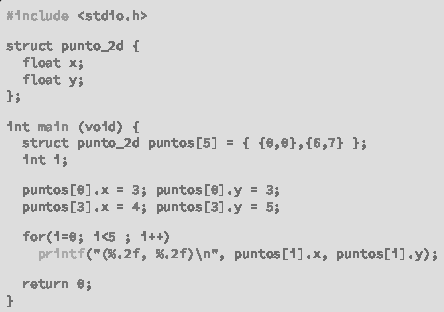 #include <stdio.h>
struct punto_2d {
float x;
float y;
};
int main (void) {
struct punto_2d puntos[5] = { {0,0},{6,7} };
int i;
puntos[0].x = 3; puntos[0].y = 3;
puntos[3].x = 4; puntos[3].y = 5;
for(i=0; i<5 ; i++)
printf("(%.2f, %.2f)\n", puntos[i].x, puntos[i].y);
return 0;
}